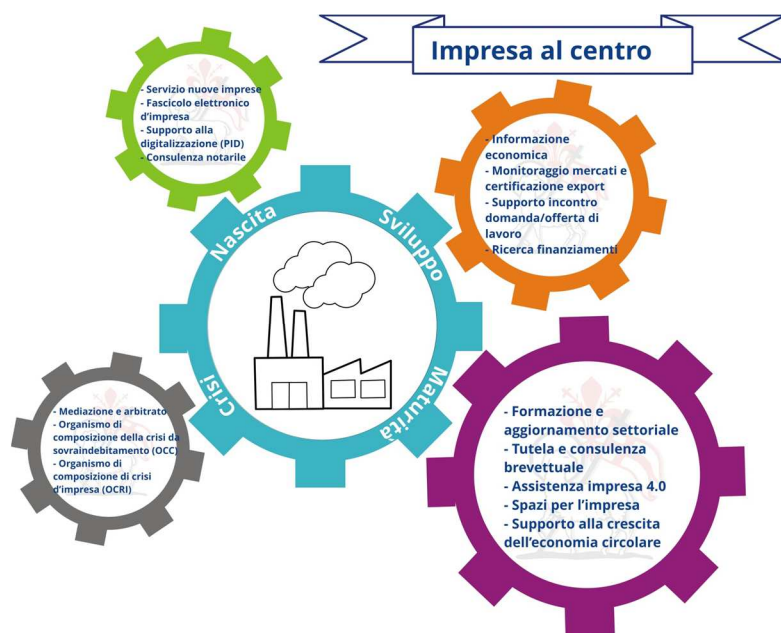 Impresa al centro
- Servizio nuove imprese
- Fascicolo elettronico
d'impresa
- Supporto alla
digitalizzazione (PID)
- Consulenza notarile
- Informazione
economica
- Monitoraggio mercati e
certificazione export
- Supporto incontro
domanda/offerta di
lavoro
- Ricerca finanziamenti
Nascita
Sviluppo
Crisi
Maturità
- Mediazione e arbitrato
- Organismo di
composizione della crisi da
sovraindebitamento (OCC)
- Organismo di
composizione di crisi
d'impresa (OCRI)
- Formazione e
aggiornamento settoriale
- Tutela e consulenza
brevettuale
- Assistenza impresa 4.0
- Spazi per l'impresa
- Supporto alla crescita
dell'economia circolare